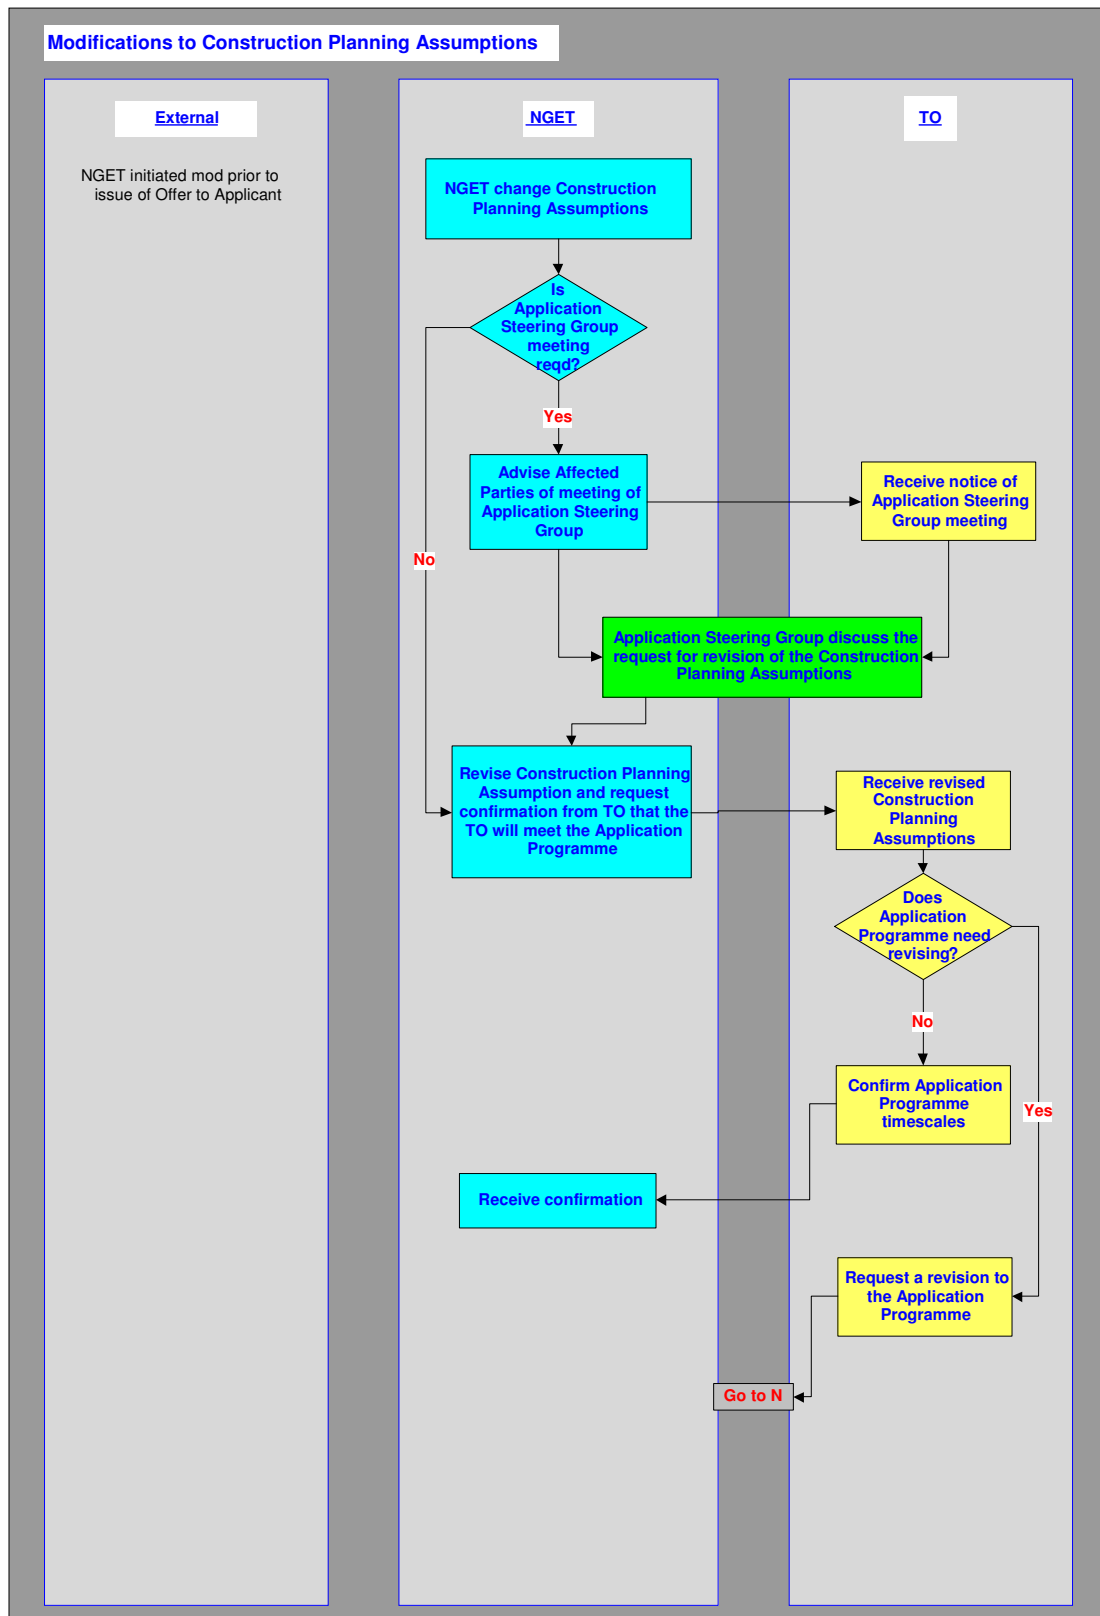 Modifications to Construction Planning Assumptions
External
NGET
TO
NGET initiated mod prior to
issue of Offer to Applicant
NGET change Construction
Planning Assumptions
Is
Application
Steering Group
meeting
reqd?
Yes
No
Advise Affected
Parties of meeting of
Application Steering
Group
Receive notice of
Application Steering
Group meeting
Application Steering Group discuss the
request for revision of the Construction
Planning Assumptions
Revise Construction Planning
Assumption and request
confirmation from TO that the
TO will meet the Application
Programme
Receive revised
Construction
Planning
Assumptions
Does
Application
Programme need
revising?
No
Yes
Confirm Application
Programme
timescales
Receive confirmation
Request a revision to
the Application
Programme
Go to N